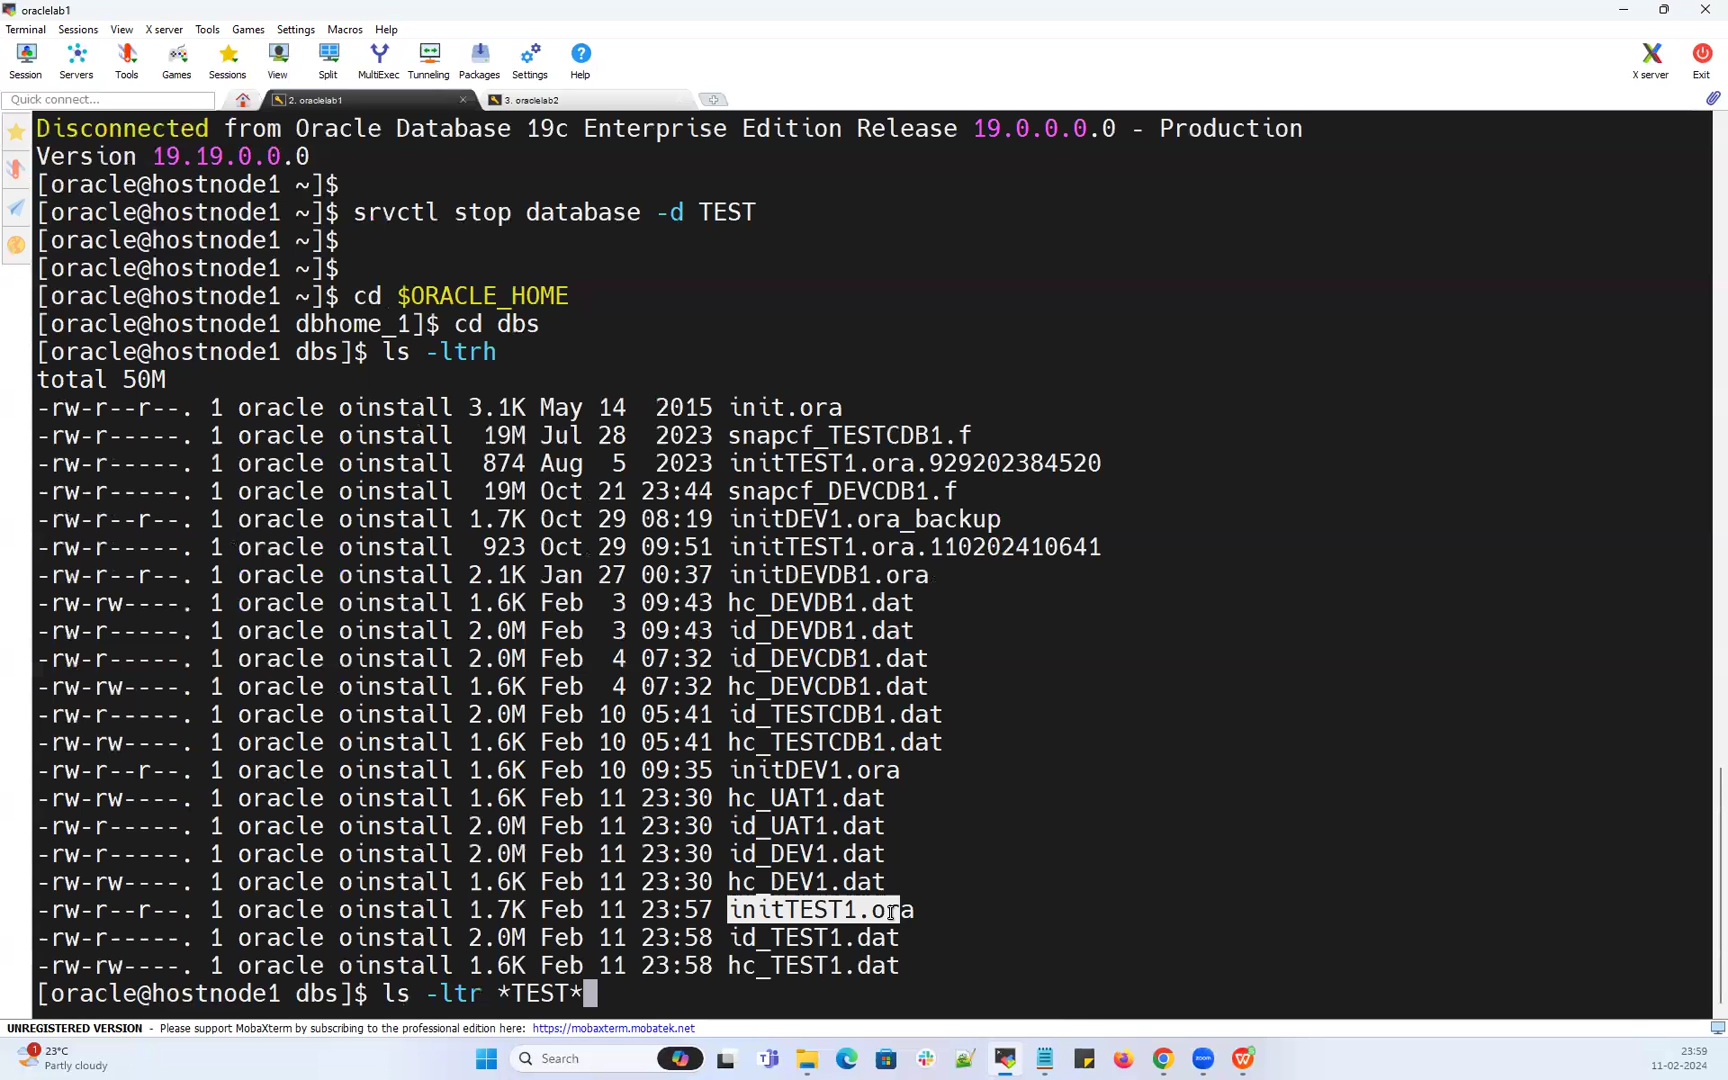 oraclelab1
Terminal Sessions View X server Tools Games Settings Macros Help
Session Servers Tools Games Sessions View Split MultiExec Tunneling Packages Settings Help X server Exit
Quick connect... 2. oraclelab1 3. oraclelab2
Disconnected from Oracle Database 19c Enterprise Edition Release 19.0.0.0.0 - Production
Version 19.19.0.0.0
[oracle@hostnode1 ~]$
[oracle@hostnode1 ~]$ srvctl stop database -d TEST
[oracle@hostnode1 ~]$
[oracle@hostnode1 ~]$
[oracle@hostnode1 ~]$ cd $ORACLE_HOME
[oracle@hostnode1 dbhome_1]$ cd dbs
[oracle@hostnode1 dbs]$ ls -ltrh
total 50M
-rw-r--r--. 1 oracle oinstall 3.1K May 14  2015 init.ora
-rw-r-----. 1 oracle oinstall  19M Jul 28  2023 snapcf_TESTCDB1.f
-rw-r--r--. 1 oracle oinstall  874 Aug  5  2023 initTEST1.ora.929202384520
-rw-r-----. 1 oracle oinstall  19M Oct 21 23:44 snapcf_DEVCDB1.f
-rw-r--r--. 1 oracle oinstall 1.7K Oct 29 08:19 initDEV1.ora_backup
-rw-r-----. 1 oracle oinstall  923 Oct 29 09:51 initTEST1.ora.110202410641
-rw-r--r--. 1 oracle oinstall 2.1K Jan 27 00:37 initDEVDB1.ora
-rw-rw----. 1 oracle oinstall 1.6K Feb  3 09:43 hc_DEVDB1.dat
-rw-r-----. 1 oracle oinstall 2.0M Feb  3 09:43 id_DEVDB1.dat
-rw-r-----. 1 oracle oinstall 2.0M Feb  4 07:32 id_DEVCDB1.dat
-rw-rw----. 1 oracle oinstall 1.6K Feb  4 07:32 hc_DEVCDB1.dat
-rw-r-----. 1 oracle oinstall 2.0M Feb 10 05:41 id_TESTCDB1.dat
-rw-rw----. 1 oracle oinstall 1.6K Feb 10 05:41 hc_TESTCDB1.dat
-rw-r--r--. 1 oracle oinstall 1.6K Feb 10 09:35 initDEV1.ora
-rw-rw----. 1 oracle oinstall 1.6K Feb 11 23:30 hc_UAT1.dat
-rw-r-----. 1 oracle oinstall 2.0M Feb 11 23:30 id_UAT1.dat
-rw-r-----. 1 oracle oinstall 2.0M Feb 11 23:30 id_DEV1.dat
-rw-rw----. 1 oracle oinstall 1.6K Feb 11 23:30 hc_DEV1.dat
-rw-r--r--. 1 oracle oinstall 1.7K Feb 11 23:57 initTEST1.ora
-rw-r-----. 1 oracle oinstall 2.0M Feb 11 23:58 id_TEST1.dat
-rw-rw----. 1 oracle oinstall 1.6K Feb 11 23:58 hc_TEST1.dat
[oracle@hostnode1 dbs]$ ls -ltr *TEST*
UNREGISTERED VERSION - Please support MobaXterm by subscribing to the professional edition here: https://mobaxterm.mobatek.net
1 23°C
Partly cloudy
Search
23:59
11-02-2024